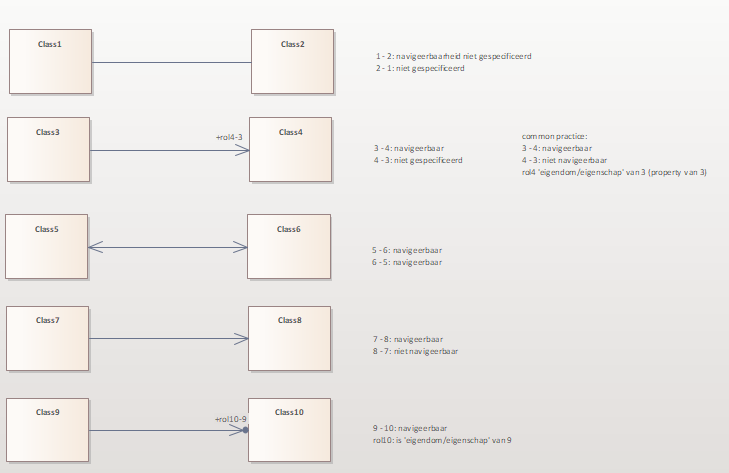 Class1
Class2
1 - 2: navigeerbaarheid niet gespecificeerd
2 - 1: niet gespecificeerd
Class3
+rol4-3
Class4
3 - 4: navigeerbaar
4 - 3: niet gespecificeerd
common practice:
3 - 4: navigeerbaar
4 - 3: niet navigeerbaar
rol4 'eigendom/eigenschap' van 3 (property van 3)
Class5
Class6
5 - 6: navigeerbaar
6 - 5: navigeerbaar
Class7
Class8
7 - 8: navigeerbaar
8 - 7: niet navigeerbaar
Class9
+rol10-9
Class10
9 - 10: navigeerbaar
rol10: is 'eigendom/eigenschap' van 9